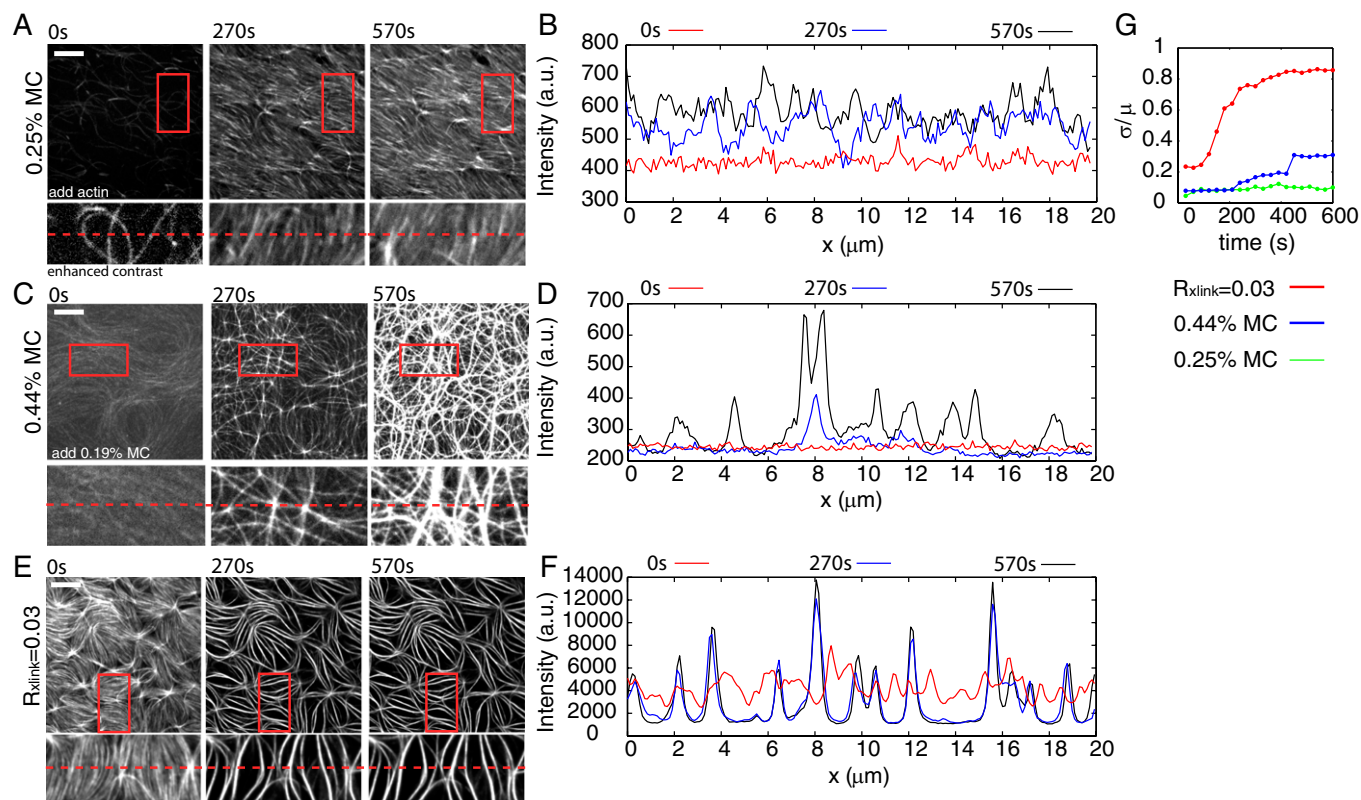 A
0s
270s
570s
0.25% MC
add actin
enhanced contrast
B
0s
270s
570s
Intensity (a.u.)
800
700
600
500
400
300
0 2 4 6 8 10 12 14 16 18 20
x (μm)
C
0s
270s
570s
0.44% MC
add 0.19% MC
D
0s
270s
570s
Intensity (a.u.)
700
600
500
400
300
200
0 2 4 6 8 10 12 14 16 18 20
x (μm)
E
0s
270s
570s
Rxlink=0.03
F
0s
270s
570s
Intensity (a.u.)
14000
12000
10000
8000
6000
4000
2000
0
0 2 4 6 8 10 12 14 16 18 20
x (μm)
G
σ/μ
1
0.8
0.6
0.4
0.2
0
0 200 400 600
time (s)
Rxlink=0.03
0.44% MC
0.25% MC